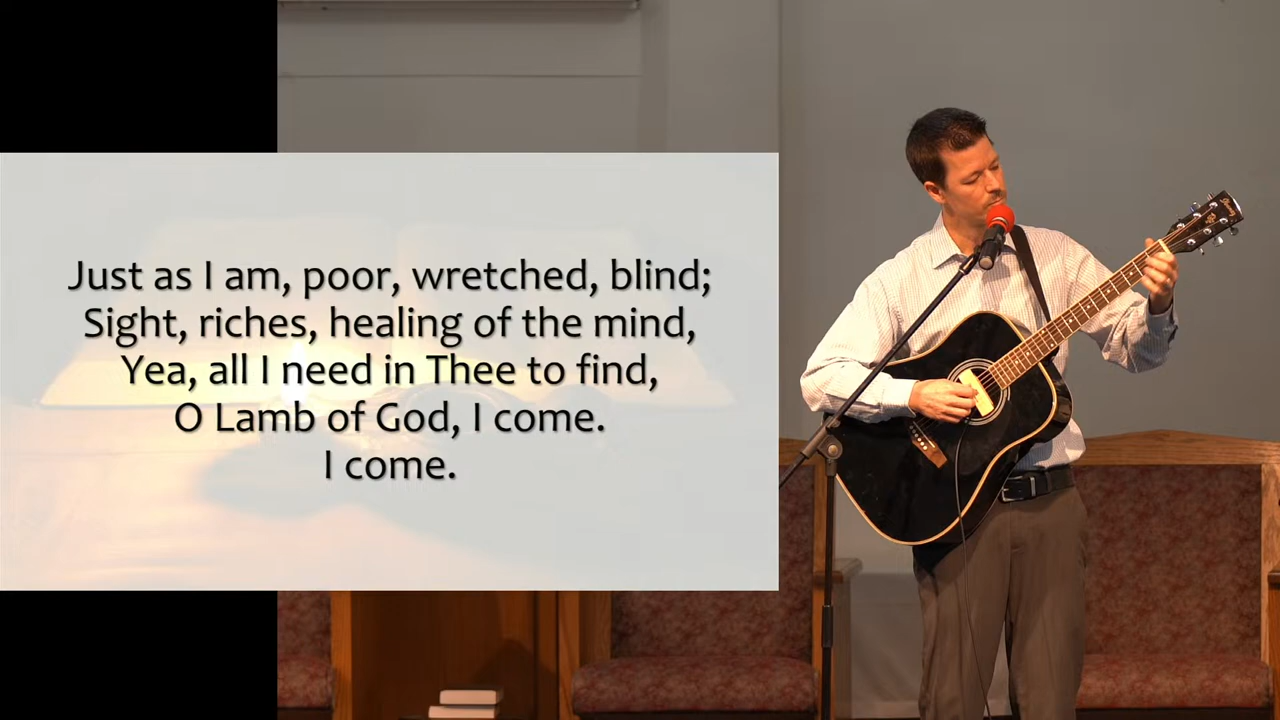 Just as I am, poor, wretched, blind;
Sight, riches, healing of the mind,
Yea, all I need in Thee to find,
O Lamb of God, I come.
I come.